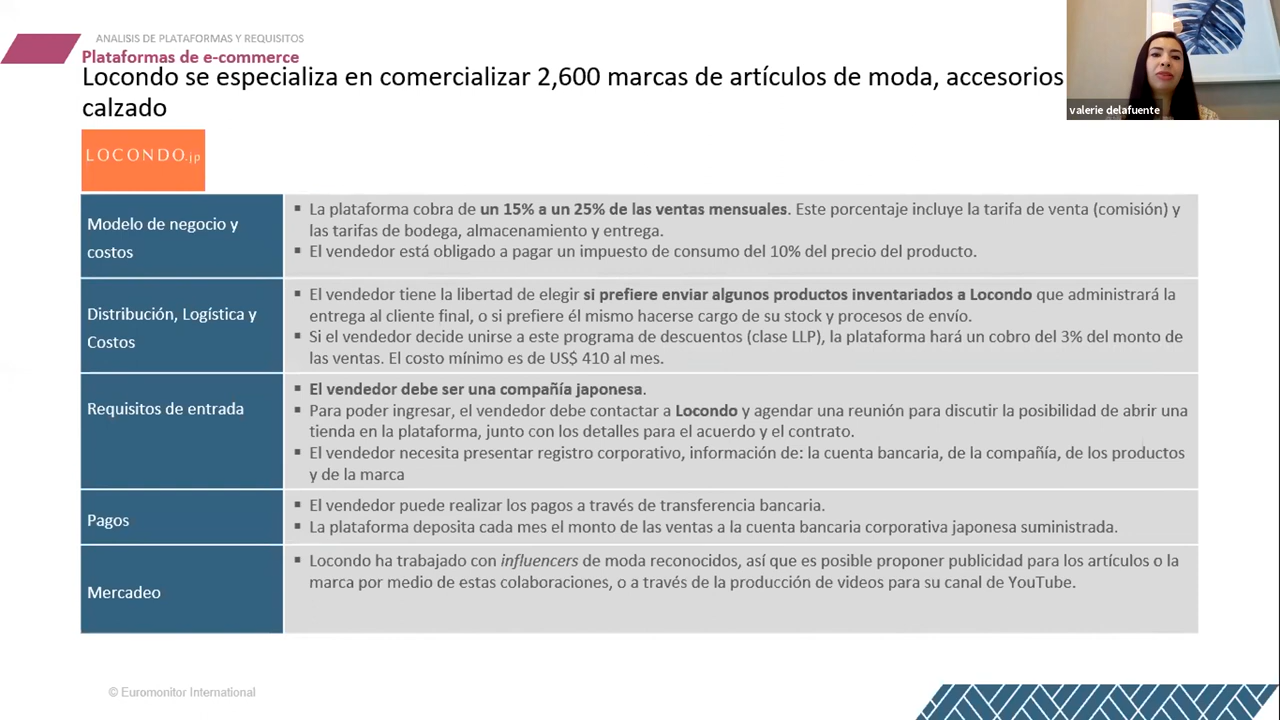 ANALISIS DE PLATAFORMAS Y REQUISITOS
Plataformas de e-commerce
Locondo se especializa en comercializar 2,600 marcas de artículos de moda, accesorios
calzado
valerie delafuente
LOCONDO.jp
Modelo de negocio y
costos
▪ La plataforma cobra de un 15% a un 25% de las ventas mensuales. Este porcentaje incluye la tarifa de venta (comisión) y
las tarifas de bodega, almacenamiento y entrega.
▪ El vendedor está obligado a pagar un impuesto de consumo del 10% del precio del producto.
Distribución, Logística y
Costos
▪ El vendedor tiene la libertad de elegir si prefiere enviar algunos productos inventariados a Locondo que administrará la
entrega al cliente final, o si prefiere él mismo hacerse cargo de su stock y procesos de envío.
▪ Si el vendedor decide unirse a este programa de descuentos (clase LLP), la plataforma hará un cobro del 3% del monto de
las ventas. El costo mínimo es de US$ 410 al mes.
Requisitos de entrada
▪ El vendedor debe ser una compañía japonesa.
▪ Para poder ingresar, el vendedor debe contactar a Locondo y agendar una reunión para discutir la posibilidad de abrir una
tienda en la plataforma, junto con los detalles para el acuerdo y el contrato.
▪ El vendedor necesita presentar registro corporativo, información de: la cuenta bancaria, de la compañía, de los productos
y de la marca
Pagos
▪ El vendedor puede realizar los pagos a través de transferencia bancaria.
▪ La plataforma deposita cada mes el monto de las ventas a la cuenta bancaria corporativa japonesa suministrada.
Mercadeo
▪ Locondo ha trabajado con influencers de moda reconocidos, así que es posible proponer publicidad para los artículos o la
marca por medio de estas colaboraciones, o a través de la producción de videos para su canal de YouTube.
© Euromonitor International